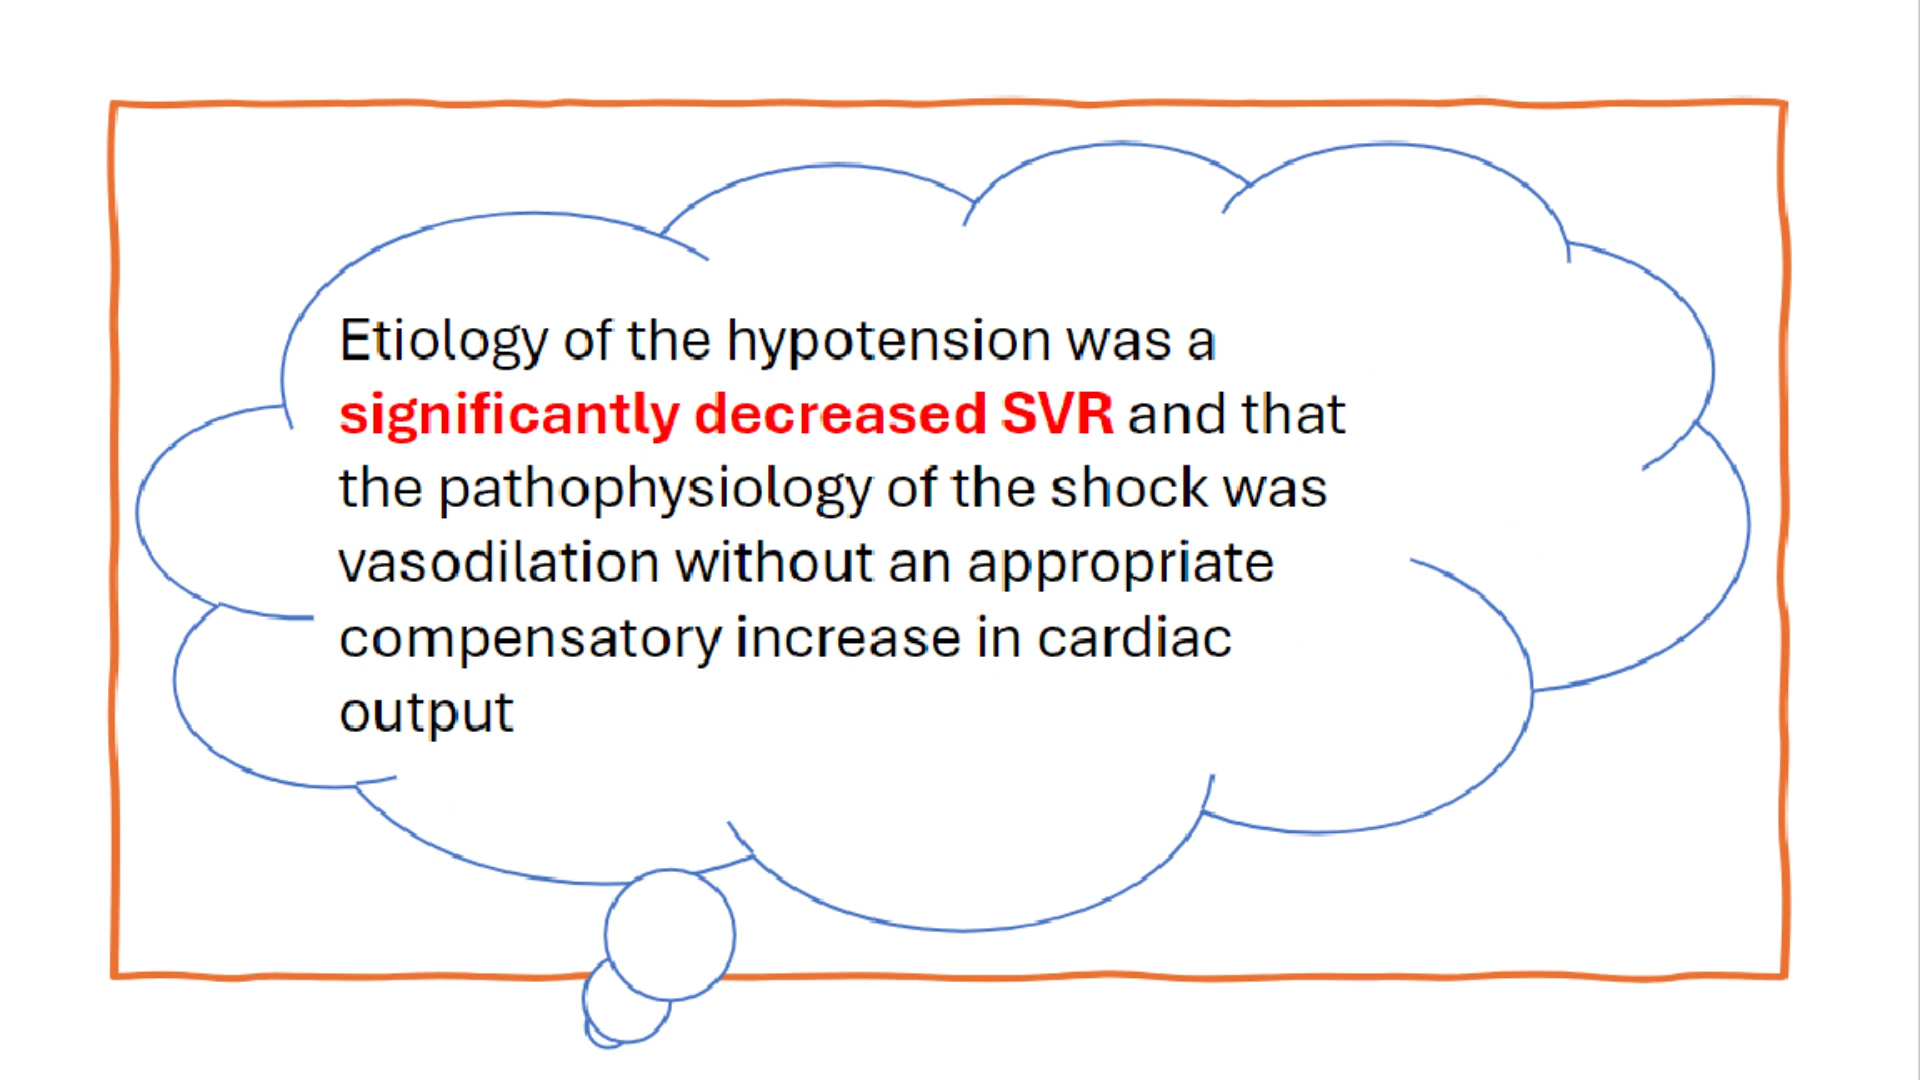 Etiology of the hypotension was a
significantly decreased SVR and that
the pathophysiology of the shock was
vasodilation without an appropriate
compensatory increase in cardiac
output